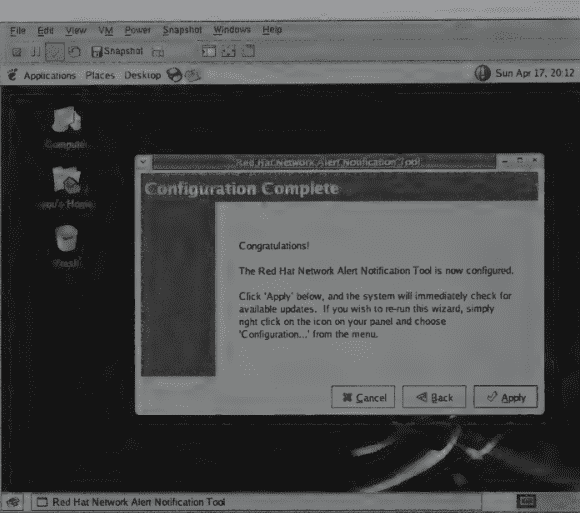 File Edit View VM Power Snapshot Windows Help
Snapshot
Applications Places Desktop Sun Apr 17, 20:12
Computer
Red Hat Network Alert Notification Tool
Configuration Complete
Home
Trash
Congratulations!
The Red Hat Network Alert Notification Tool is now configured.
Click 'Apply' below, and the system will immediately check for
available updates. If you wish to re-run this wizard, simply
right click on the icon on your panel and choose
'Configuration...' from the menu.
Cancel Back Apply
Red Hat Network Alert Notification Tool